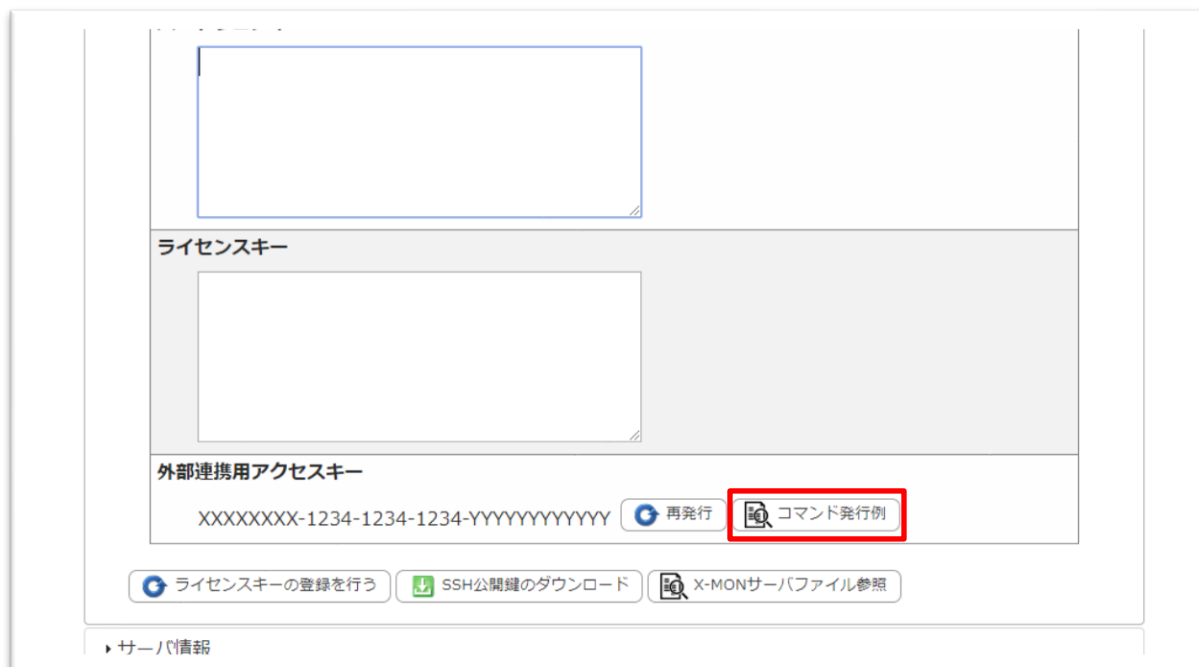 ライセンスキー
外部連携用アクセスキー
XXXXXXXX-1234-1234-1234-YYYYYYYYYYYY 再発行 コマンド発行例
ライセンスキーの登録を行う SSH公開鍵のダウンロード X-MONサーバファイル参照
サーバ情報